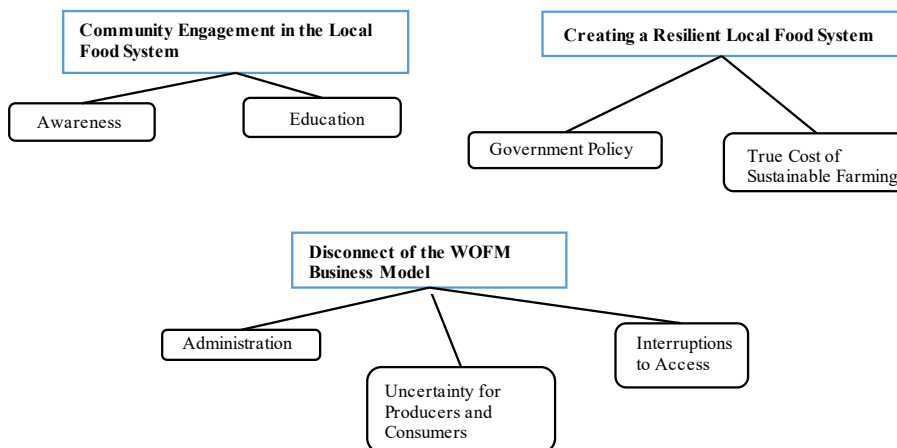 Community Engagement in the Local
Food System
Creating a Resilient Local Food System
Awareness
Education
Government Policy
True Cost of
Sustainable Farming
Disconnect of the WOFM
Business Model
Administration
Interruptions
to Access
Uncertainty for
Producers and
Consumers